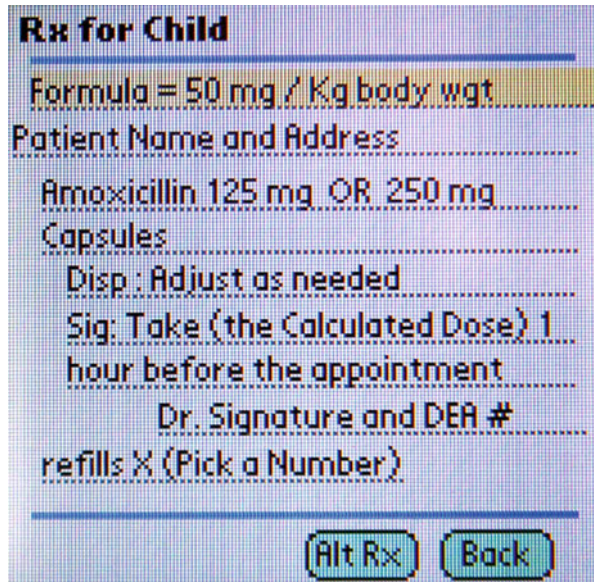 Rx for Child
Formula = 50 mg / Kg body wgt
Patient Name and Address
Amoxicillin 125 mg OR 250 mg
Capsules
Disp : Adjust as needed
Sig: Take (the Calculated Dose) 1
hour before the appointment
Dr. Signature and DEA #
refills X (Pick a Number)
Alt Rx Back